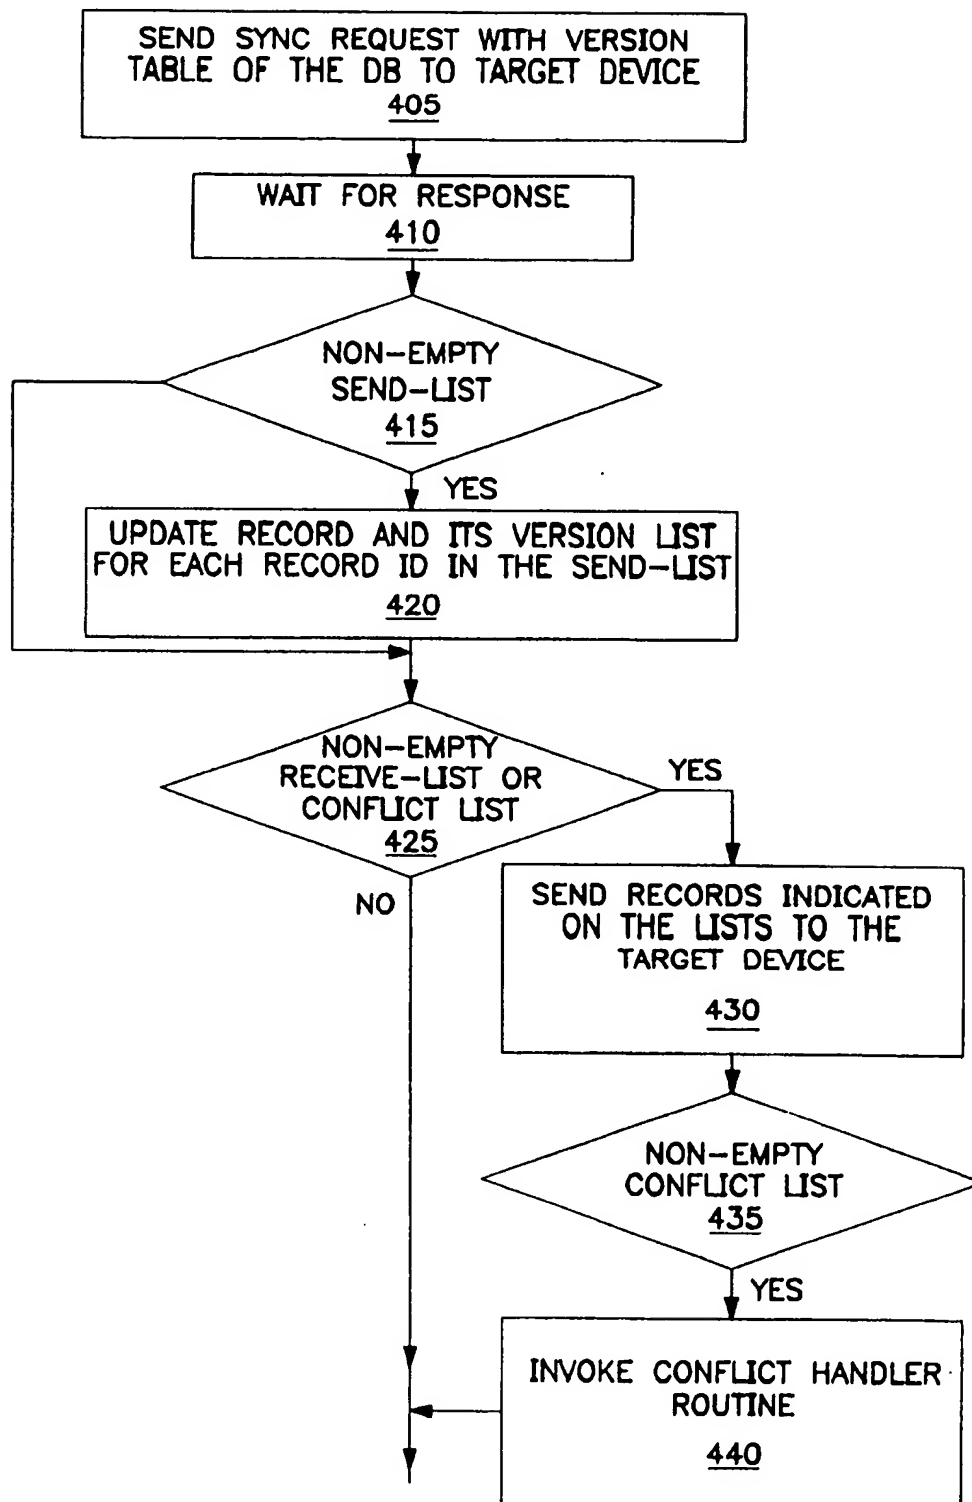 SEND SYNC REQUEST WITH VERSION
TABLE OF THE DB TO TARGET DEVICE
405
WAIT FOR RESPONSE
410
NON-EMPTY
SEND-LIST
415
YES
UPDATE RECORD AND ITS VERSION LIST
FOR EACH RECORD ID IN THE SEND-LIST
420
NON-EMPTY
RECEIVE-LIST OR
CONFLICT LIST
425
YES
NO
SEND RECORDS INDICATED
ON THE LISTS TO THE
TARGET DEVICE
430
NON-EMPTY
CONFLICT LIST
435
YES
INVOKE CONFLICT HANDLER
ROUTINE
440